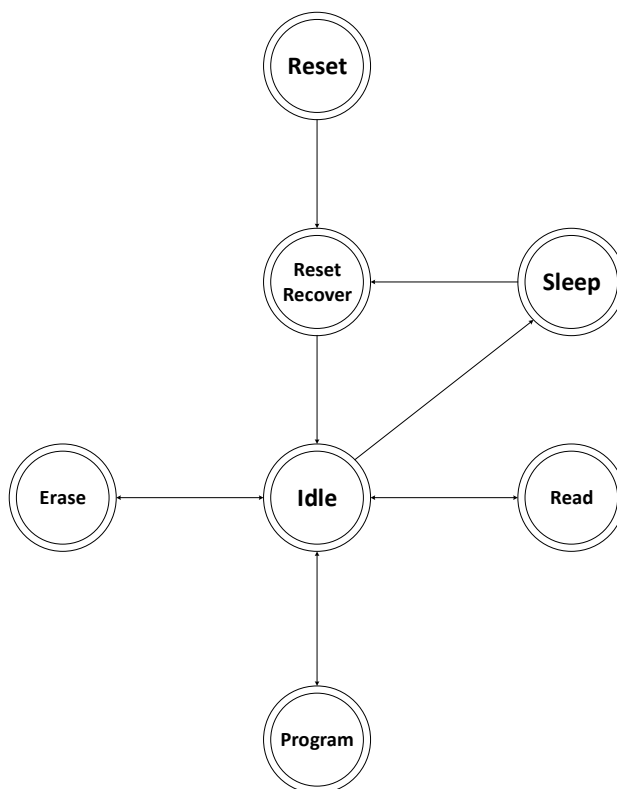 Reset
Reset
Recover
Sleep
Erase
Idle
Read
Program